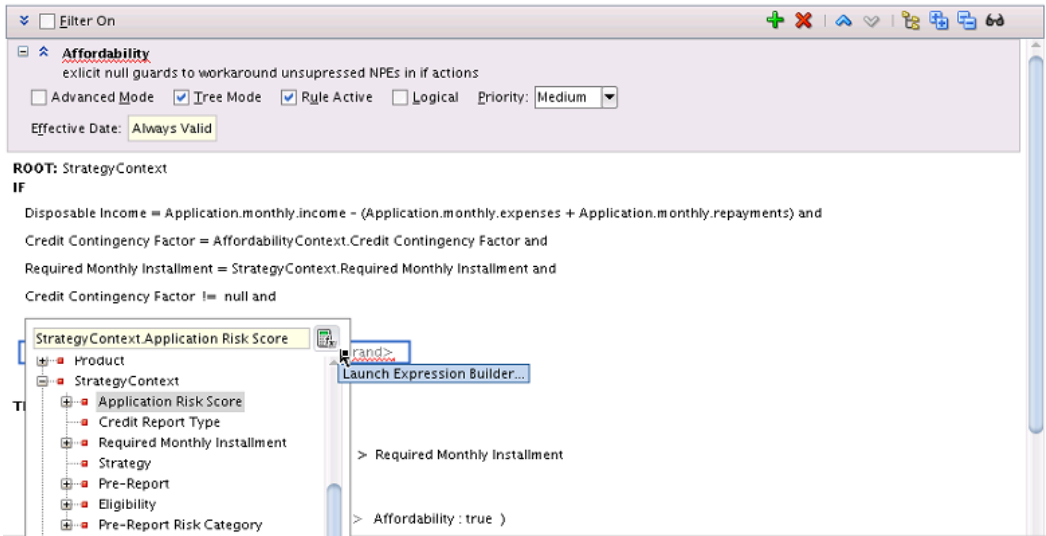 Filter On
Affordability
exlicit null guards to workaround unsupressed NPEs in if actions
Advanced Mode Tree Mode Rule Active Logical Priority: Medium
Effective Date: Always Valid
ROOT: StrategyContext
IF
Disposable Income = Application.monthly.income - (Application.monthly.expenses + Application.monthly.repayments) and
Credit Contingency Factor = AffordabilityContext.Credit Contingency Factor and
Required Monthly Installment = StrategyContext.Required Monthly Installment and
Credit Contingency Factor != null and
StrategyContext.Application Risk Score
rand>
Product
Launch Expression Builder...
StrategyContext
Application Risk Score
T
Credit Report Type
Required Monthly Installment
> Required Monthly Installment
Strategy
Pre-Report
Eligibility
> Affordability : true )
Pre-Report Risk Category